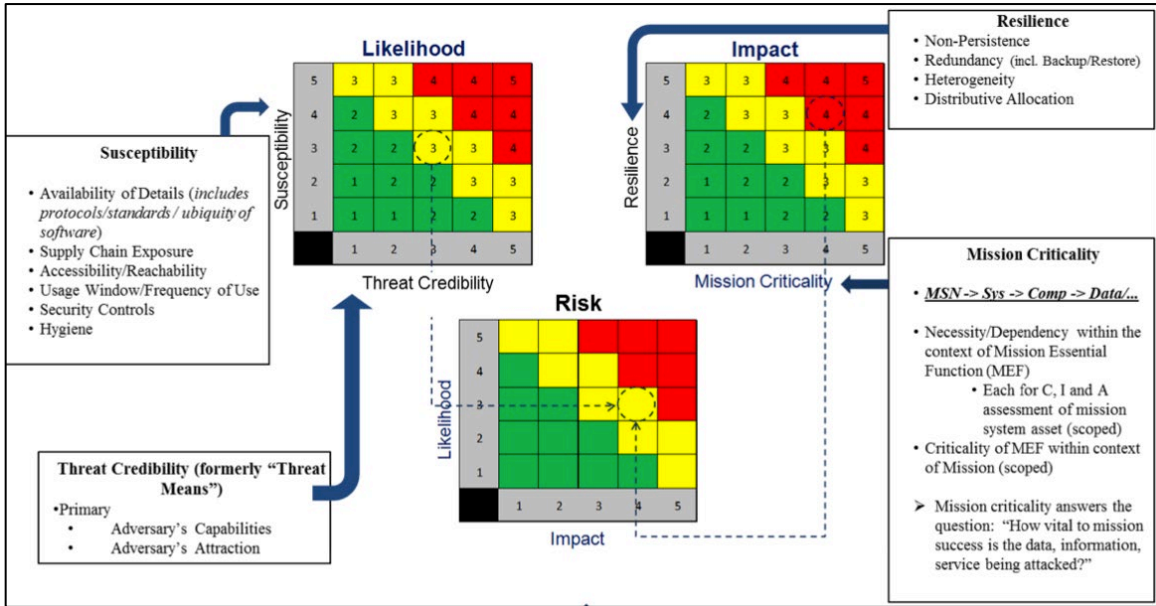 Likelihood
5 3 3 4 4 5
4 2 3 3 4 4
3 2 2 3 3 4
2 1 2 2 3 3
1 1 1 2 2 3
1 2 3 4 5
Susceptibility
Threat Credibility
Impact
5 3 3 4 4 5
4 2 3 3 4 4
3 2 2 3 3 4
2 1 2 2 3 3
1 1 1 2 2 3
1 2 3 4 5
Resilience
Mission Criticality
Resilience
• Non-Persistence
• Redundancy (incl. Backup/Restore)
• Heterogeneity
• Distributive Allocation
Susceptibility
• Availability of Details (includes
protocols/standards / ubiquity of
software)
• Supply Chain Exposure
• Accessibility/Reachability
• Usage Window/Frequency of Use
• Security Controls
• Hygiene
Risk
5
4
3
2
1
1 2 3 4 5
Likelihood
Impact
Threat Credibility (formerly “Threat
Means”)
•Primary
• Adversary’s Capabilities
• Adversary’s Attraction
Mission Criticality
• MSN -> Sys -> Comp -> Data/...
• Necessity/Dependency within the
context of Mission Essential
Function (MEF)
• Each for C, I and A
assessment of mission
system asset (scoped)
• Criticality of MEF within context
of Mission (scoped)
➢ Mission criticality answers the
question: “How vital to mission
success is the data, information,
service being attacked?”